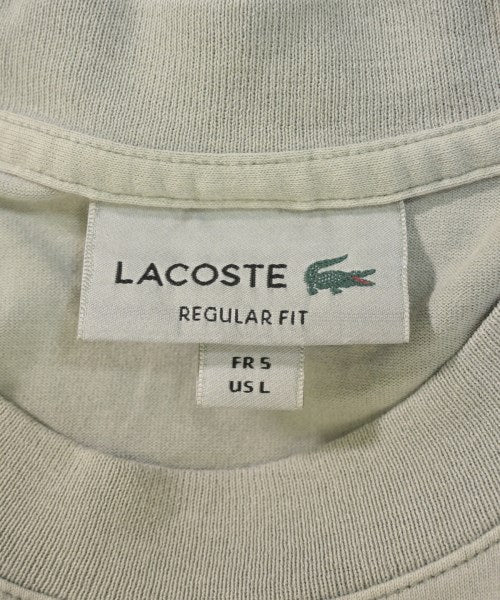 LACOSTE
REGULAR FIT
FR 5
US L